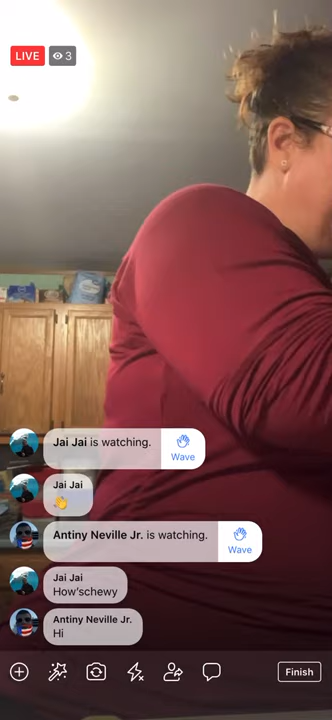 LIVE 3
Jai Jai is watching.
Wave
Jai Jai
Antiny Neville Jr. is watching.
Wave
Jai Jai
How'schewy
Antiny Neville Jr.
Hi
Finish